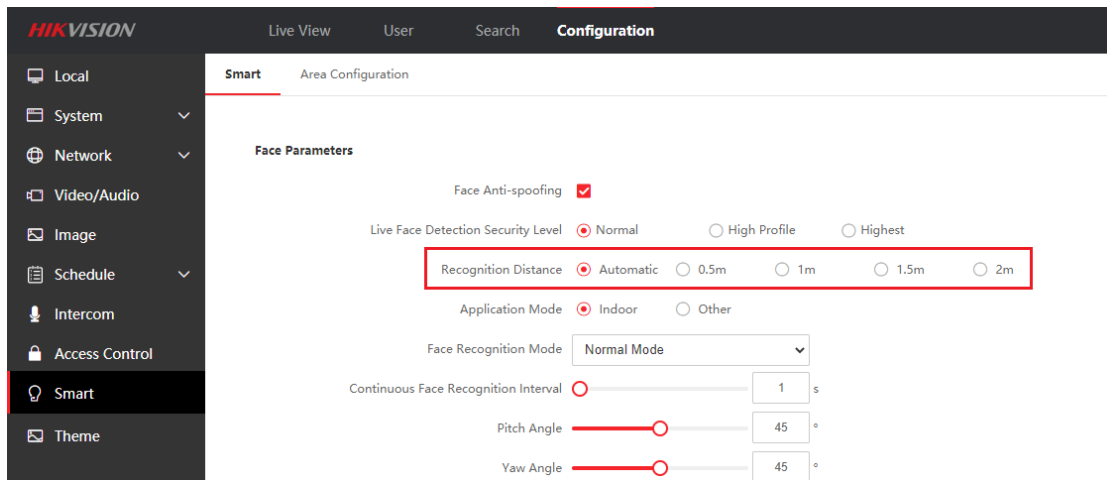 HIKVISION Live View User Search Configuration
Local
System
Network
Video/Audio
Image
Schedule
Intercom
Access Control
Smart
Theme
Smart Area Configuration
Face Parameters
Face Anti-spoofing
Live Face Detection Security Level Normal High Profile Highest
Recognition Distance Automatic 0.5m 1m 1.5m 2m
Application Mode Indoor Other
Face Recognition Mode Normal Mode
Continuous Face Recognition Interval 1 s
Pitch Angle 45 °
Yaw Angle 45 °